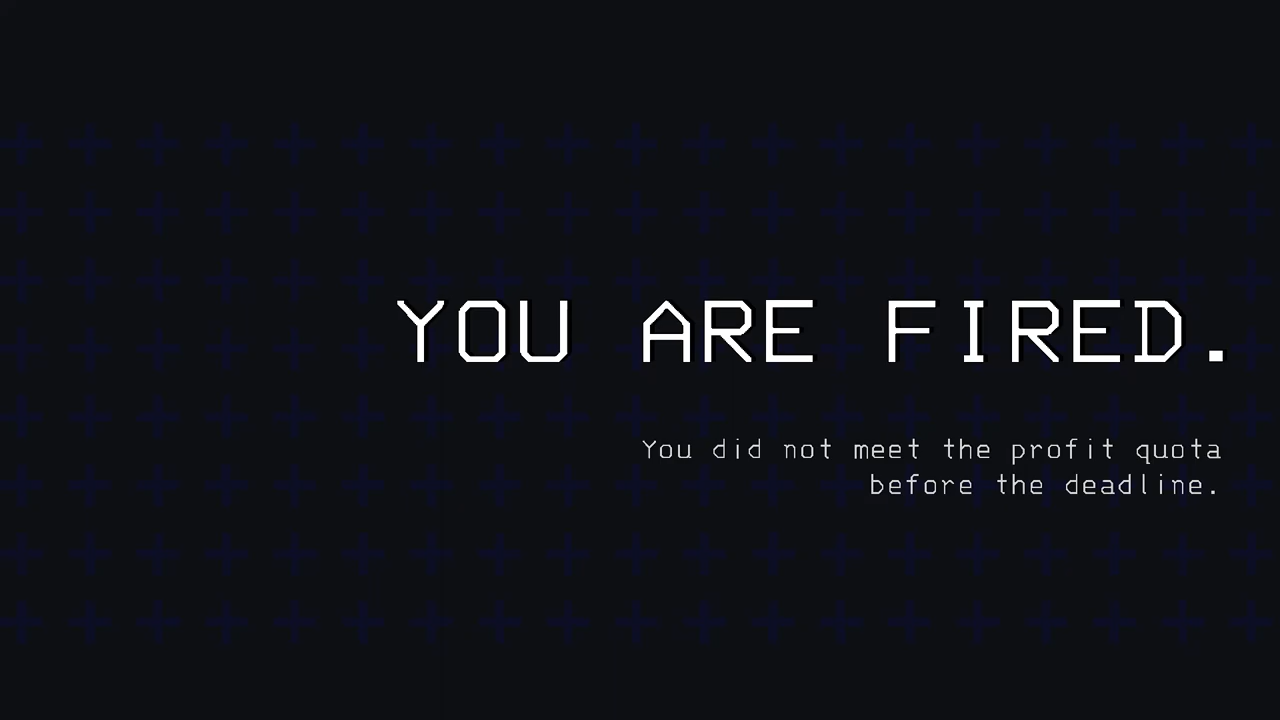 YOU ARE FIRED.
You did not meet the profit quota
before the deadline.